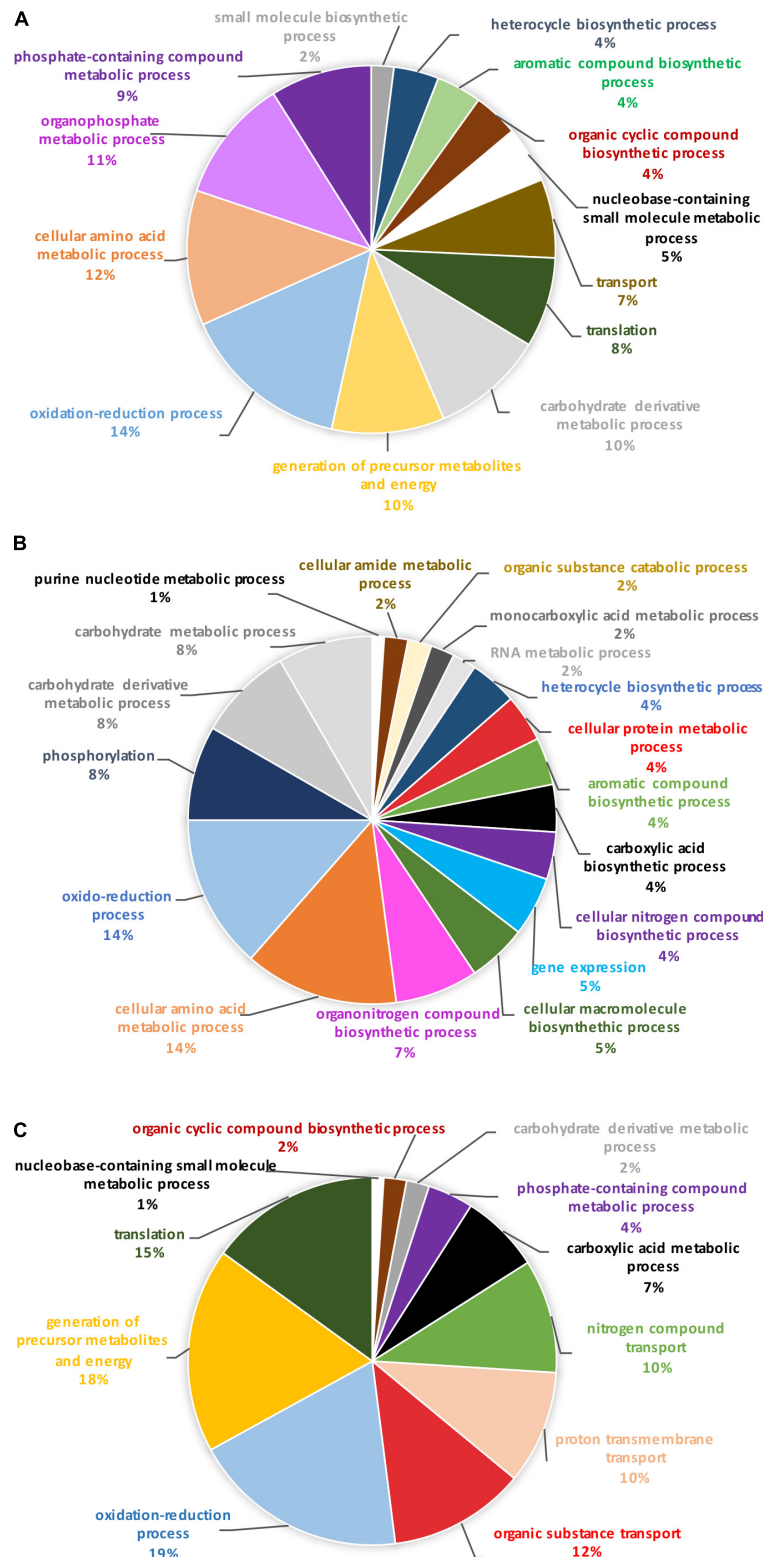 A
small molecule biosynthetic
process
2%
heterocycle biosynthetic process
4%
phosphate-containing compound
metabolic process
9%
aromatic compound biosynthetic
process
4%
organophosphate
metabolic process
11%
organic cyclic compound
biosynthetic process
4%
nucleobase-containing
small molecule metabolic
process
5%
cellular amino acid
metabolic process
12%
transport
7%
translation
8%
oxidation-reduction process
14%
carbohydrate derivative
metabolic process
10%
generation of precursor metabolites
and energy
10%
B
purine nucleotide metabolic process
1%
cellular amide metabolic
process
2%
organic substance catabolic process
2%
monocarboxylic acid metabolic process
2%
carbohydrate metabolic process
8%
RNA metabolic process
2%
carbohydrate derivative
metabolic process
8%
heterocycle biosynthetic process
4%
cellular protein metabolic
process
4%
phosphorylation
8%
aromatic compound
biosynthetic process
4%
carboxylic acid
biosynthetic process
4%
oxido-reduction
process
14%
cellular nitrogen compound
biosynthetic process
4%
gene expression
5%
cellular amino acid
metabolic process
14%
organonitrogen compound
biosynthetic process
7%
cellular macromolecule
biosynthethic process
5%
C
organic cyclic compound biosynthetic process
2%
carbohydrate derivative metabolic
process
2%
nucleobase-containing small molecule
metabolic process
1%
phosphate-containing compound
metabolic process
4%
translation
15%
carboxylic acid metabolic
process
7%
generation of
precursor metabolites
and energy
18%
nitrogen compound
transport
10%
proton transmembrane
transport
10%
oxidation-reduction
process
19%
organic substance transport
12%